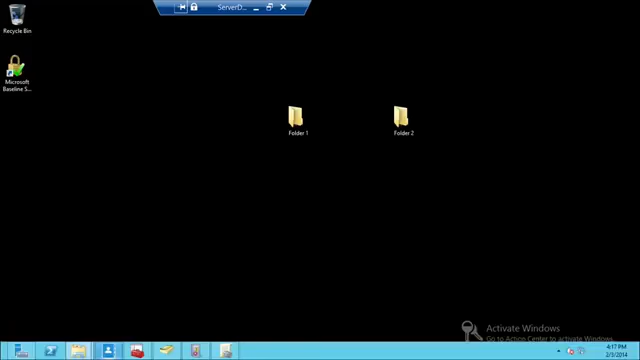 ServerD...
Recycle Bin
Microsoft
Baseline S...
Folder 1
Folder 2
Activate Windows
Go to Action Center to activate Windows.
4:17 PM
2/3/2014